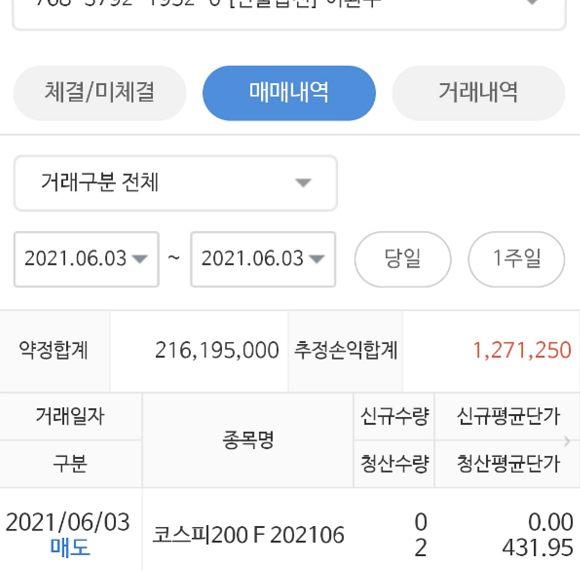 체결/미체결 매매내역 거래내역
거래구분 전체
2021.06.03 ~ 2021.06.03 당일 1주일
약정합계 216,195,000 추정손익합계 1,271,250
거래일자 종목명 신규수량 신규평균단가
구분 청산수량 청산평균단가
2021/06/03 코스피200 F 202106 0 0.00
매도 2 431.95